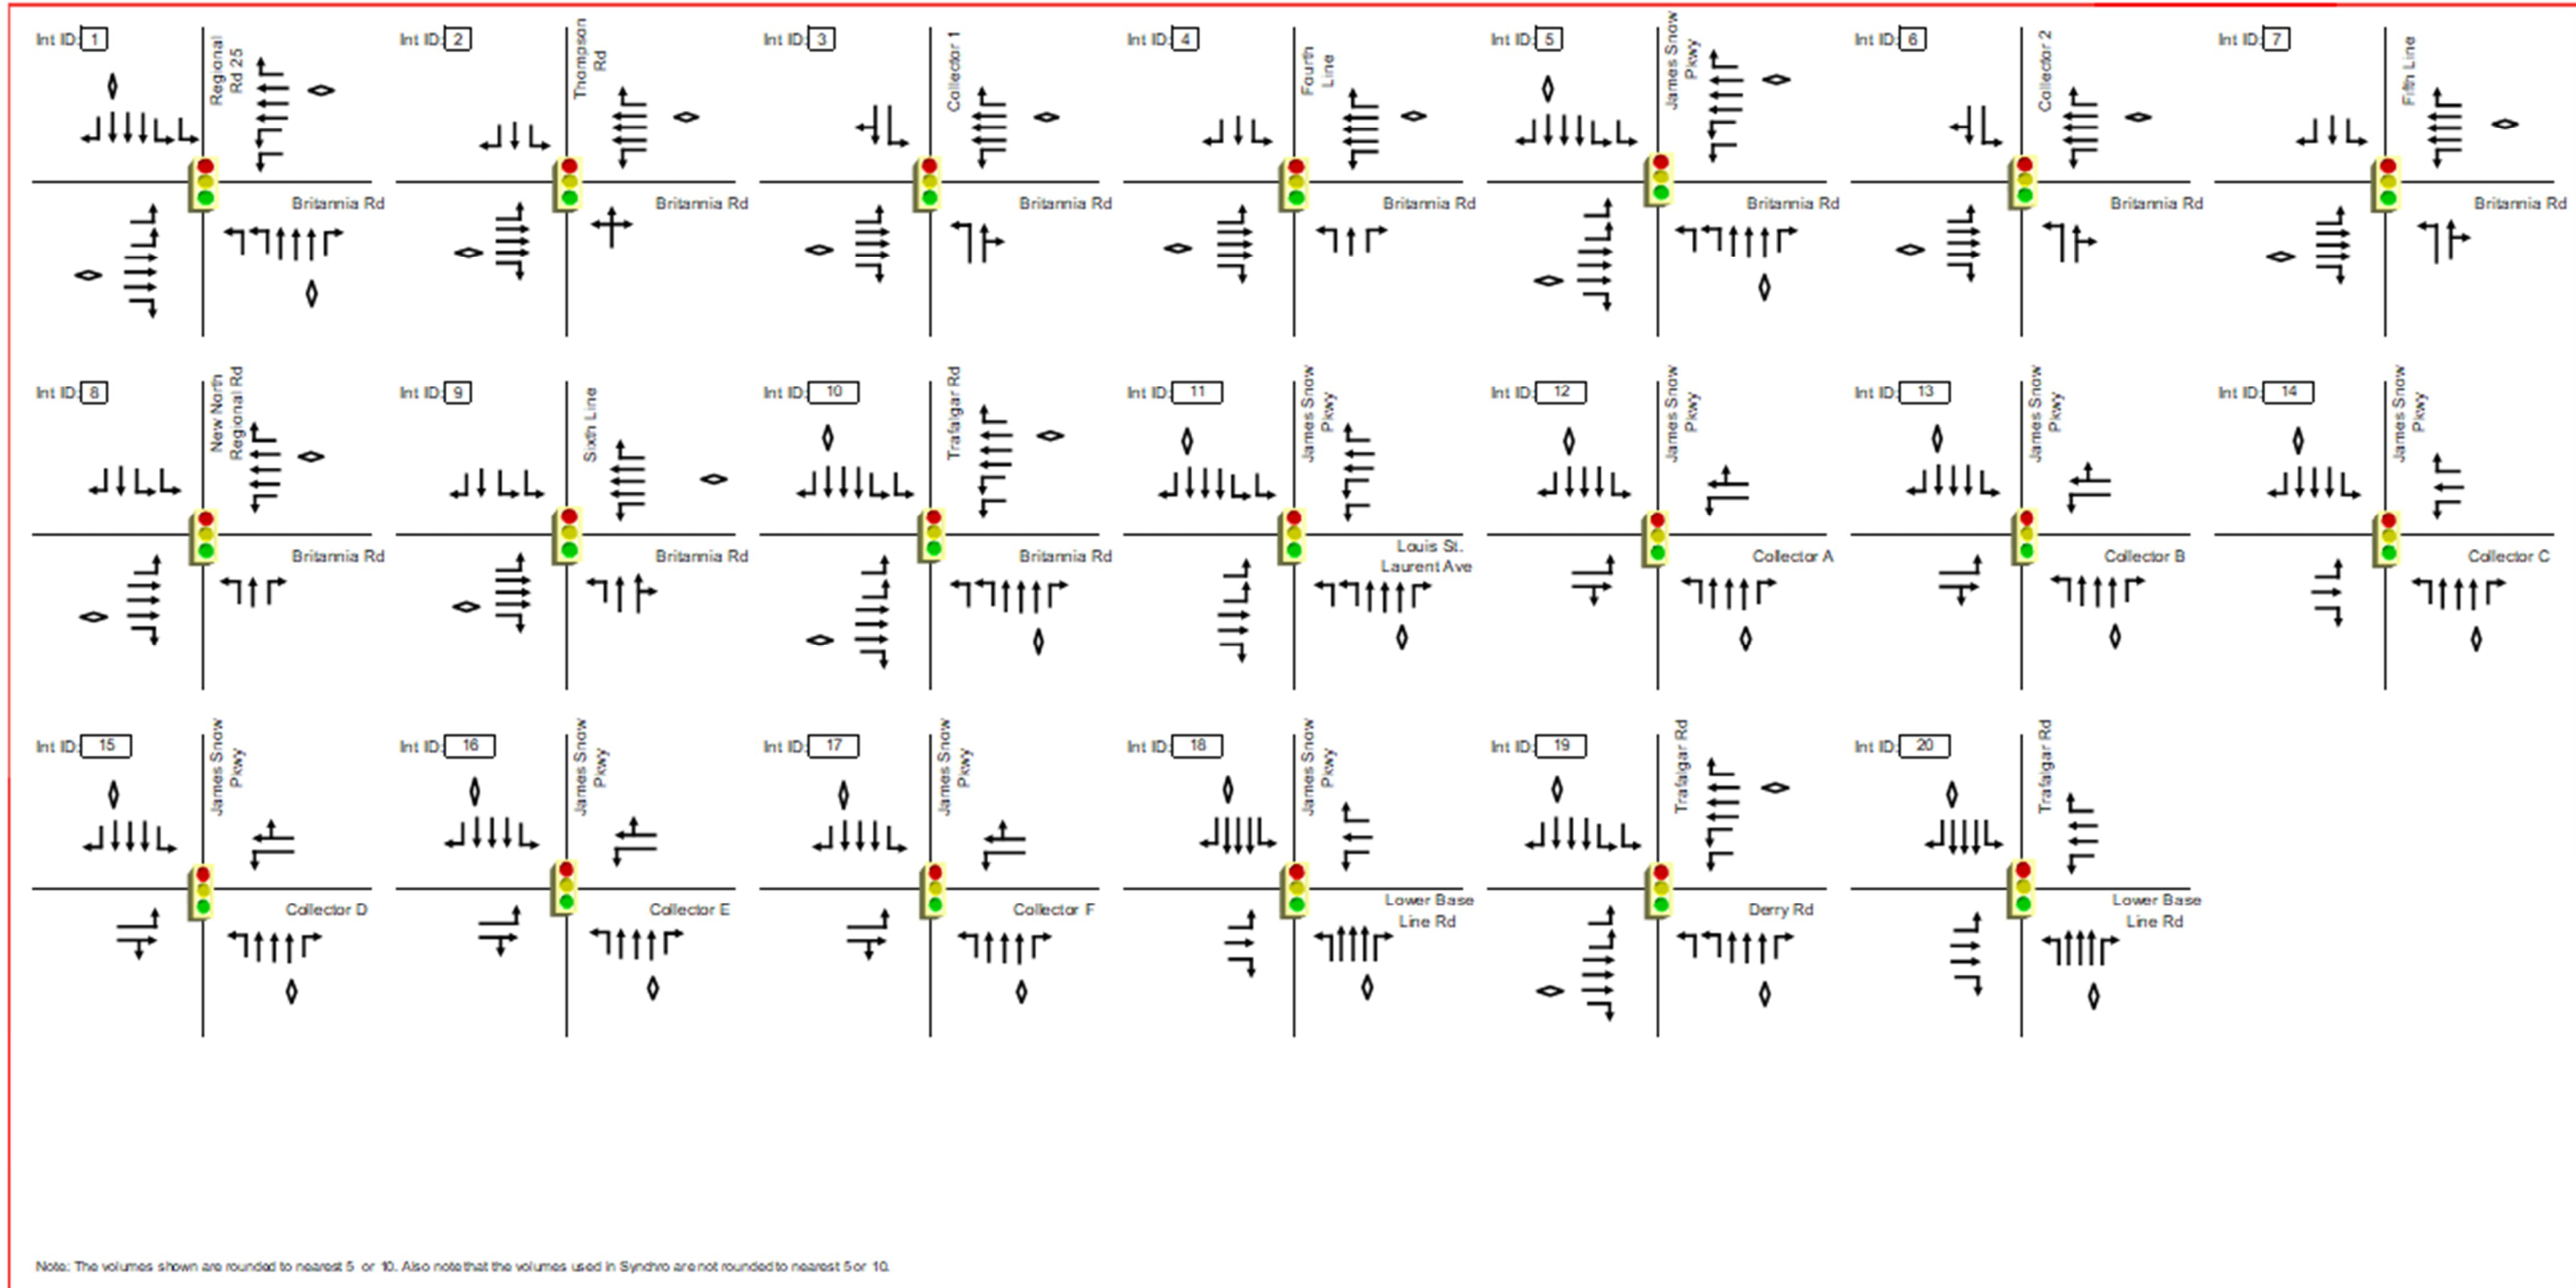 Int ID: 1
Regional
Rd 25
Britannia Rd
Int ID: 2
Thompson
Rd
Britannia Rd
Int ID: 3
Collector 1
Britannia Rd
Int ID: 4
Fourth
Line
Britannia Rd
Int ID: 5
James Snow
Pkwy
Britannia Rd
Int ID: 6
Collector 2
Britannia Rd
Int ID: 7
Fifth Line
Britannia Rd
Int ID: 8
New North
Regional Rd
Britannia Rd
Int ID: 9
Sixth Line
Britannia Rd
Int ID: 10
Trafalgar Rd
Britannia Rd
Int ID: 11
James Snow
Pkwy
Louis St.
Laurent Ave
Int ID: 12
James Snow
Pkwy
Collector A
Int ID: 13
James Snow
Pkwy
Collector B
Int ID: 14
James Snow
Pkwy
Collector C
Int ID: 15
James Snow
Pkwy
Collector D
Int ID: 16
James Snow
Pkwy
Collector E
Int ID: 17
James Snow
Pkwy
Collector F
Int ID: 18
James Snow
Pkwy
Lower Base
Line Rd
Int ID: 19
Trafalgar Rd
Derry Rd
Int ID: 20
Trafalgar Rd
Lower Base
Line Rd
Note: The volumes shown are rounded to nearest 5 or 10. Also note that the volumes used in Synchro are not rounded to nearest 5 or 10.